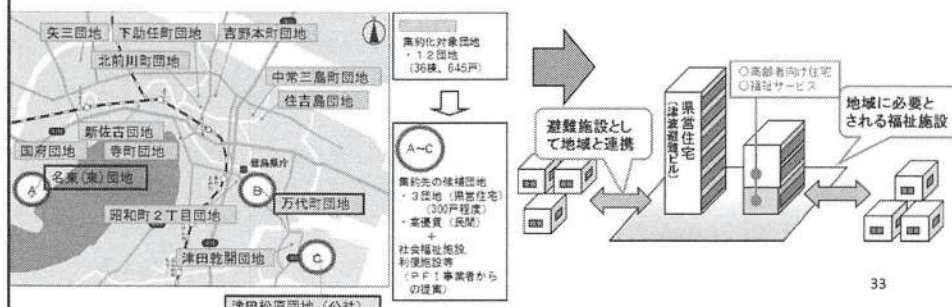 矢三団地
下助任町団地
吉野本町団地
北前川町団地
中常三島町団地
住吉島団地
新佐古団地
国府団地
寺町団地
徳島県庁
A
名東(東)団地
B
万代町団地
昭和町2丁目団地
津田乾開団地
C
津田松原団地(公社)
集約化対象団地
・12団地
(36棟、645戸)
A~C
集約先の候補団地
・3団地(県営住宅)
(300戸程度)
・高優賃(民間)
+
社会福祉施設、
利便施設等
(PFI事業者から
の提案)
避難施設とし
て地域と連携
県営住宅
(津波避難ビル)
○高齢者向け住宅
○福祉サービス
地域に必要と
される福祉施設
33